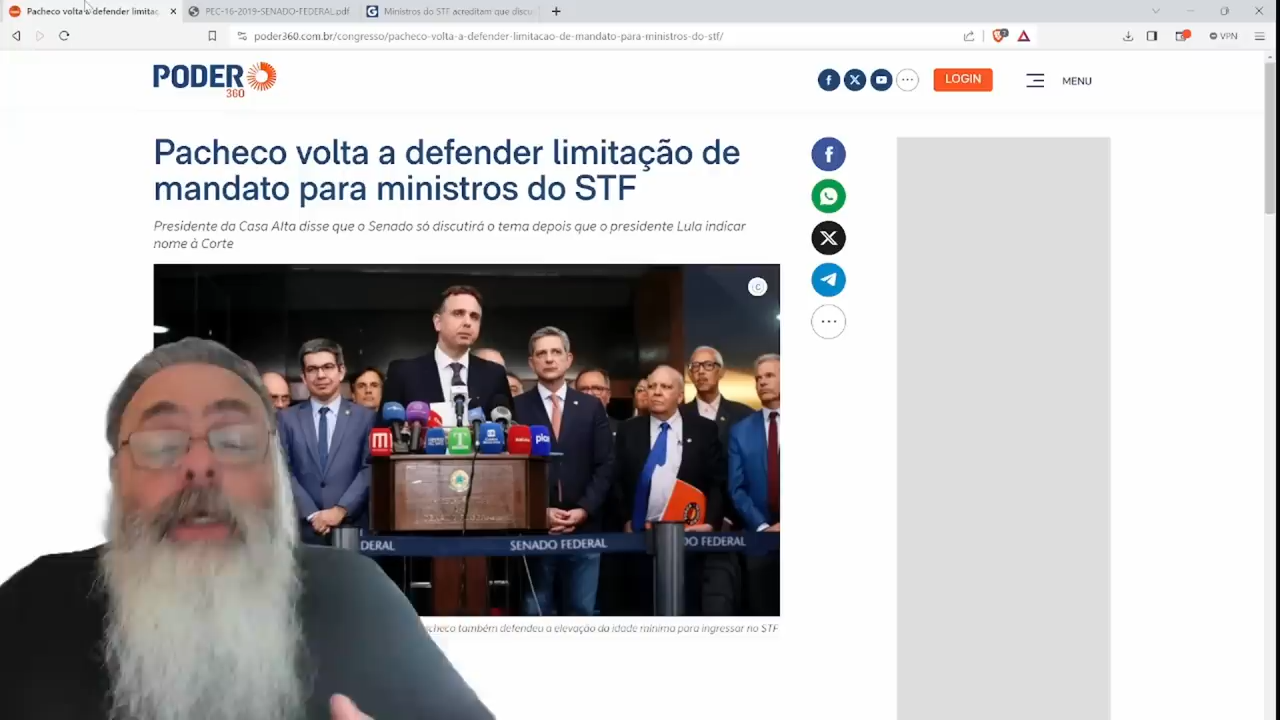 Pacheco volta a defender limitaç
PEC-16-2019-SENADO-FEDERAL.pdf
Ministros do STF acreditam que discu
poder360.com.br/congresso/pacheco-volta-a-defender-limitacao-de-mandato-para-ministros-do-stf/
VPN
PODER
360
LOGIN
MENU
Pacheco volta a defender limitação de
mandato para ministros do STF
Presidente da Casa Alta disse que o Senado só discutirá o tema depois que o presidente Lula indicar
nome à Corte
DERAL
SENADO FEDERAL
DO FEDERAL
checo também defendeu a elevação da idade mínima para ingressar no STF